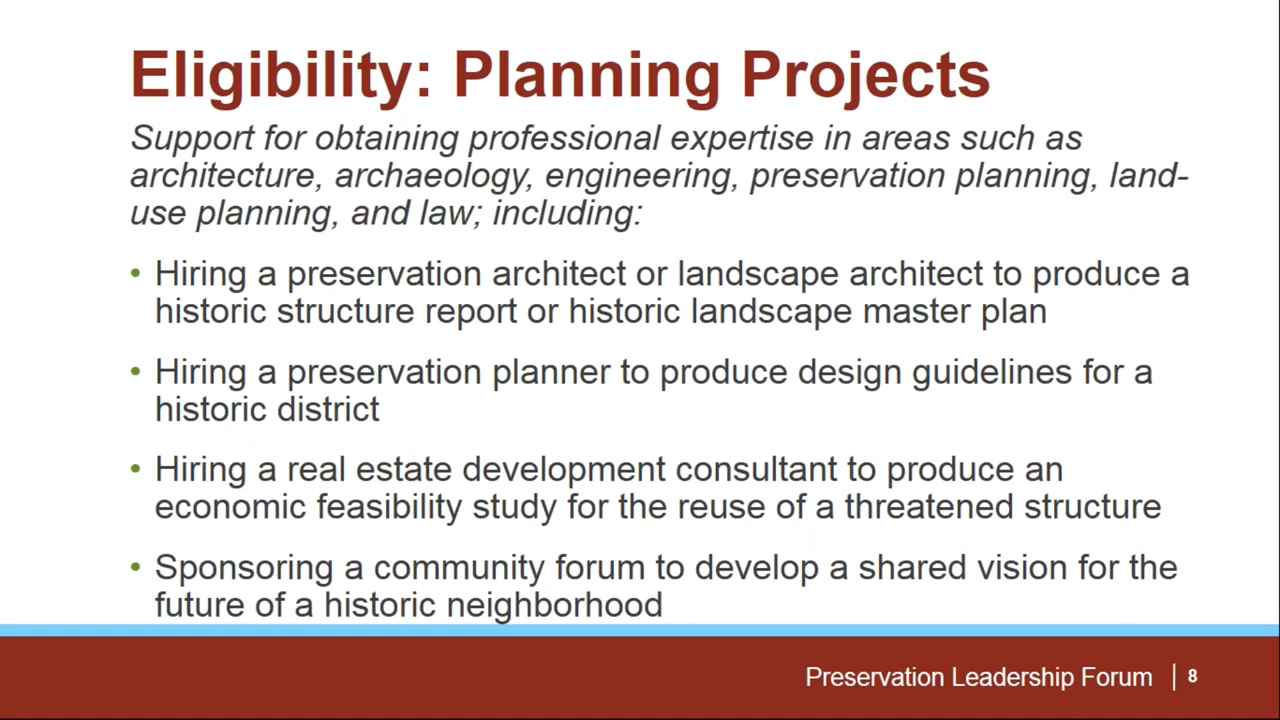 Eligibility: Planning Projects
Support for obtaining professional expertise in areas such as
architecture, archaeology, engineering, preservation planning, land-
use planning, and law; including:
• Hiring a preservation architect or landscape architect to produce a
historic structure report or historic landscape master plan
• Hiring a preservation planner to produce design guidelines for a
historic district
• Hiring a real estate development consultant to produce an
economic feasibility study for the reuse of a threatened structure
• Sponsoring a community forum to develop a shared vision for the
future of a historic neighborhood
Preservation Leadership Forum | 8